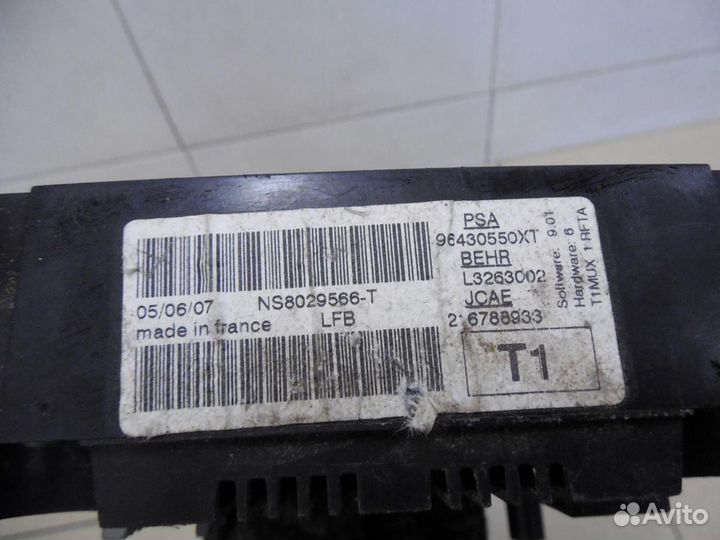 05/06/07 NS8029566-T
made in france LFB
PSA
96430550XT
BEHR
L3263002
JCAE
2 6786933
T1
Software: 9.01
Hardware: 6
T1MUX 1 RFTA
Avito